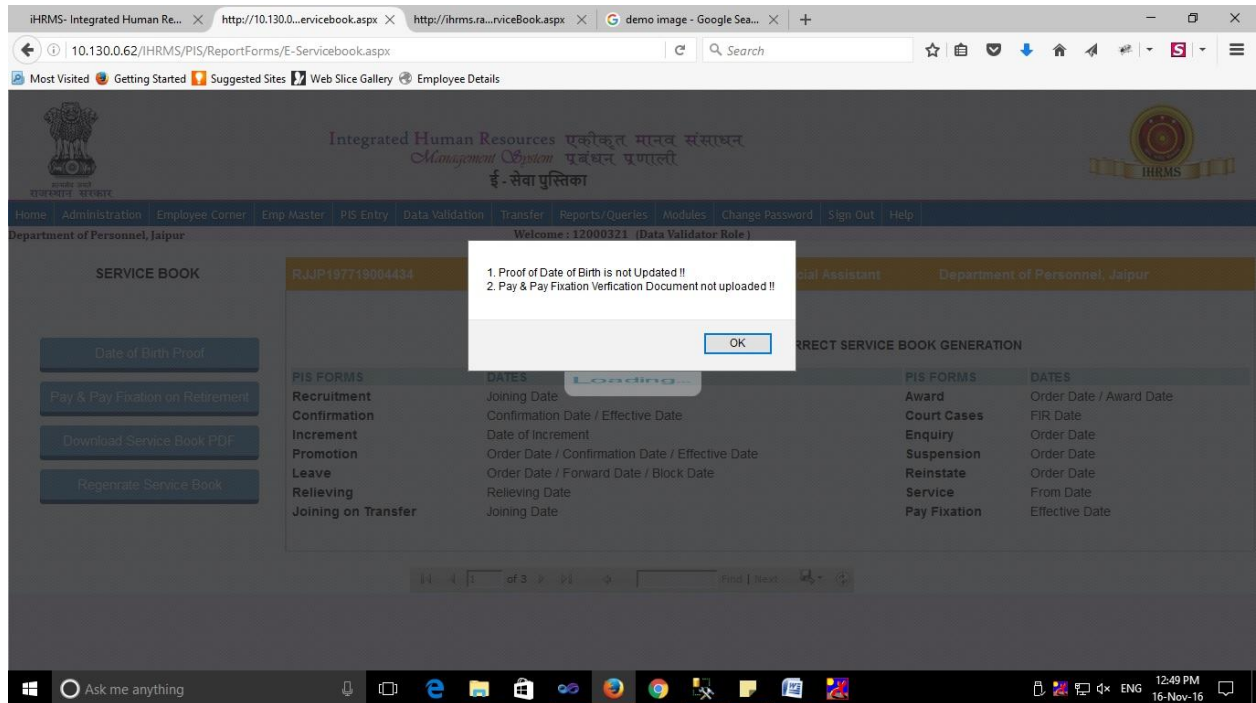 iHRMS- Integrated Human Re... http://10.130.0...ervicebook.aspx http://ihrms.ra...rviceBook.aspx demo image - Google Sea...
10.130.0.62/IHRMS/PIS/ReportForms/E-Servicebook.aspx Search
Most Visited Getting Started Suggested Sites Web Slice Gallery Employee Details
Integrated Human Resources एकीकृत मानव संसाधन
Management System प्रबंधन प्रणाली
ई - सेवा पुस्तिका
राजस्थान सरकार
IHRMS
Home Administration Employee Corner Emp Master PIS Entry Data Validation Transfer Reports/Queries Modules Change Password Sign Out Help
Department of Personnel, Jaipur Welcome : 12000321 (Data Validator Role )
SERVICE BOOK
RJJP197719004434 cial Assistant Department of Personnel, Jaipur
1. Proof of Date of Birth is not Updated !!
2. Pay & Pay Fixation Verfication Document not uploaded !!
OK
RRECT SERVICE BOOK GENERATION
Loading...
Date of Birth Proof
Pay & Pay Fixation on Retirement
Download Service Book PDF
Regenrate Service Book
PIS FORMS DATES PIS FORMS DATES
Recruitment Joining Date Award Order Date / Award Date
Confirmation Confirmation Date / Effective Date Court Cases FIR Date
Increment Date of Increment Enquiry Order Date
Promotion Order Date / Confirmation Date / Effective Date Suspension Order Date
Leave Order Date / Forward Date / Block Date Reinstate Order Date
Relieving Relieving Date Service From Date
Joining on Transfer Joining Date Pay Fixation Effective Date
1 of 3 Find | Next
Ask me anything
ENG 12:49 PM
16-Nov-16